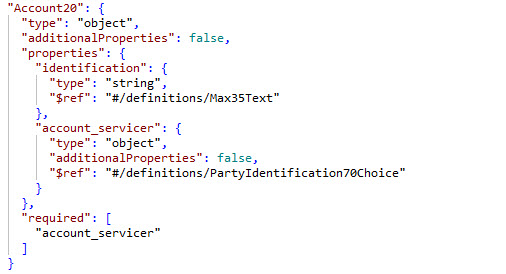 "Account20": {
  "type": "object",
  "additionalProperties": false,
  "properties": {
    "identification": {
      "type": "string",
      "$ref": "#/definitions/Max35Text"
    },
    "account_servicer": {
      "type": "object",
      "additionalProperties": false,
      "$ref": "#/definitions/PartyIdentification70Choice"
    }
  },
  "required": [
    "account_servicer"
  ]
}